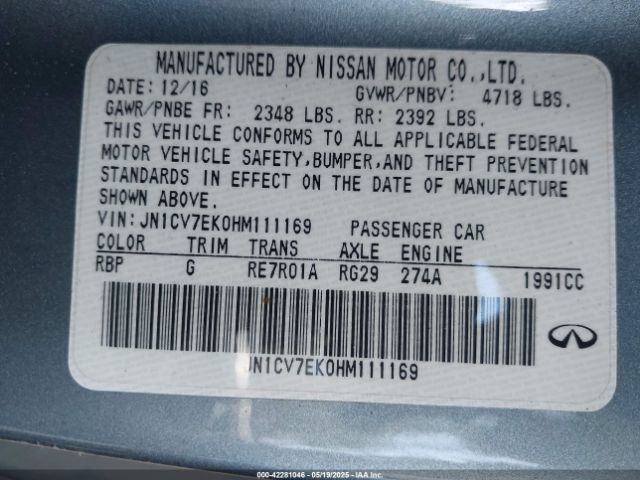 MANUFACTURED BY NISSAN MOTOR CO.,LTD.
DATE: 12/16 GVWR/PNBV: 4718 LBS.
GAWR/PNBE FR: 2348 LBS. RR: 2392 LBS.
THIS VEHICLE CONFORMS TO ALL APPLICABLE FEDERAL
MOTOR VEHICLE SAFETY,BUMPER,AND THEFT PREVENTION
STANDARDS IN EFFECT ON THE DATE OF MANUFACTURE
SHOWN ABOVE.
VIN:JN1CV7EK0HM111169 PASSENGER CAR
COLOR TRIM TRANS AXLE ENGINE
RBP G RE7R01A RG29 274A 1991CC
JN1CV7EK0HM111169
000-42281046 - 05/19/2025 - IAAI.COM